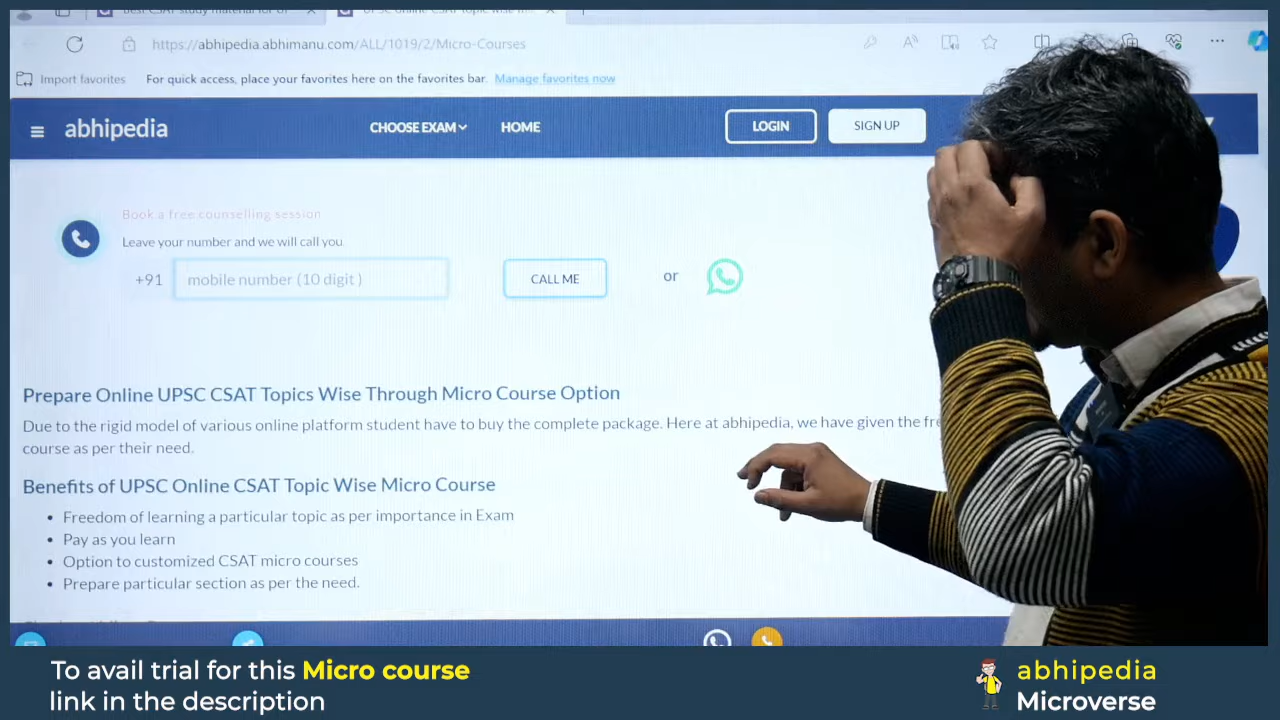 Best CSAT study material for
https://abhipedia.abhimanu.com/ALL/1019/2/Micro-Courses
Import favorites For quick access, place your favorites here on the favorites bar. Manage favorites now
abhipedia CHOOSE EXAM HOME LOGIN SIGN UP
Book a free counselling session
Leave your number and we will call you.
+91 mobile number (10 digit ) CALL ME or
Prepare Online UPSC CSAT Topics Wise Through Micro Course Option
Due to the rigid model of various online platform student have to buy the complete package. Here at abhipedia, we have given the
course as per their need.
Benefits of UPSC Online CSAT Topic Wise Micro Course
• Freedom of learning a particular topic as per importance in Exam
• Pay as you learn
• Option to customized CSAT micro courses
• Prepare particular section as per the need.
To avail trial for this Micro course
link in the description
abhipedia
Microverse